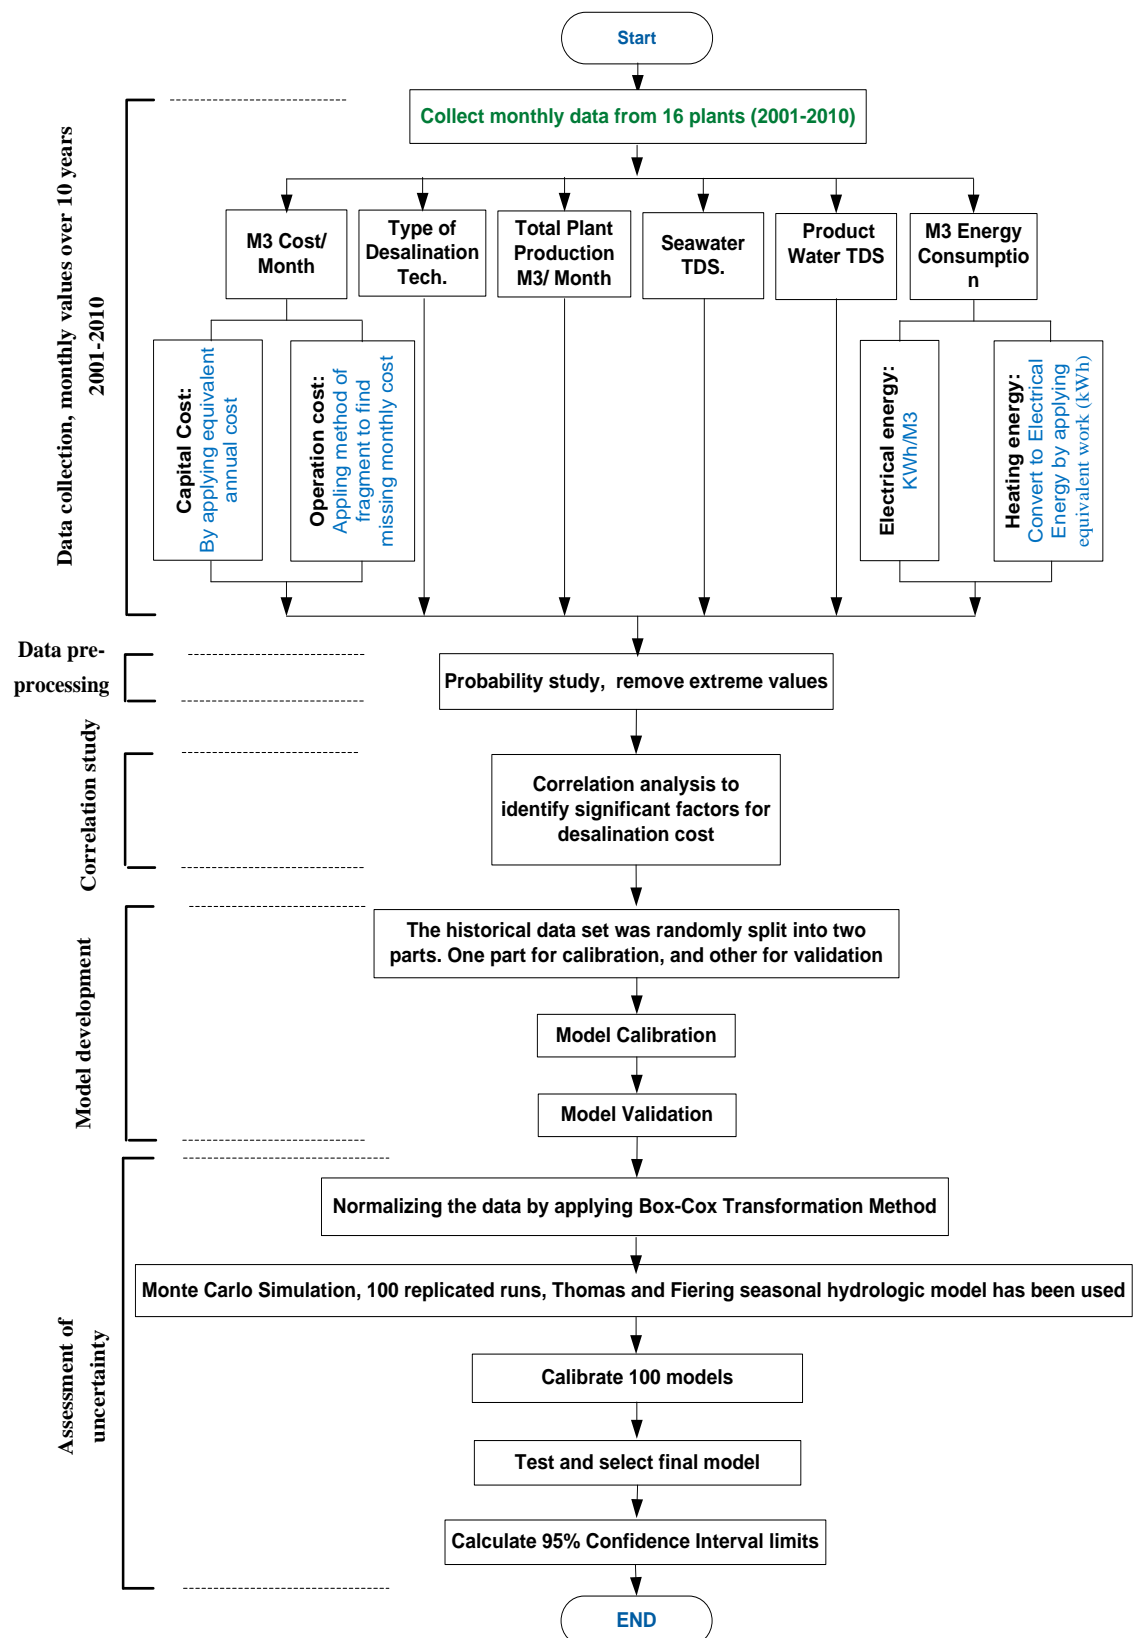 Start
Collect monthly data from 16 plants (2001-2010)
Data collection, monthly values over 10 years
2001-2010
M3 Cost/
Month
Type of
Desalination
Tech.
Total Plant
Production
M3/ Month
Seawater
TDS.
Product
Water TDS
M3 Energy
Consumptio
n
Capital Cost:
By applying equivalent
annual cost
Operation cost:
Appling method of
fragment to find
missing monthly cost
Electrical energy:
KWh/M3
Heating energy:
Convert to Electrical
Energy by applying
equivalent work (kWh)
Data pre-
processing
Probability study, remove extreme values
Correlation study
Correlation analysis to
identify significant factors for
desalination cost
Model development
The historical data set was randomly split into two
parts. One part for calibration, and other for validation
Model Calibration
Model Validation
Assessment of
uncertainty
Normalizing the data by applying Box-Cox Transformation Method
Monte Carlo Simulation, 100 replicated runs, Thomas and Fiering seasonal hydrologic model has been used
Calibrate 100 models
Test and select final model
Calculate 95% Confidence Interval limits
END